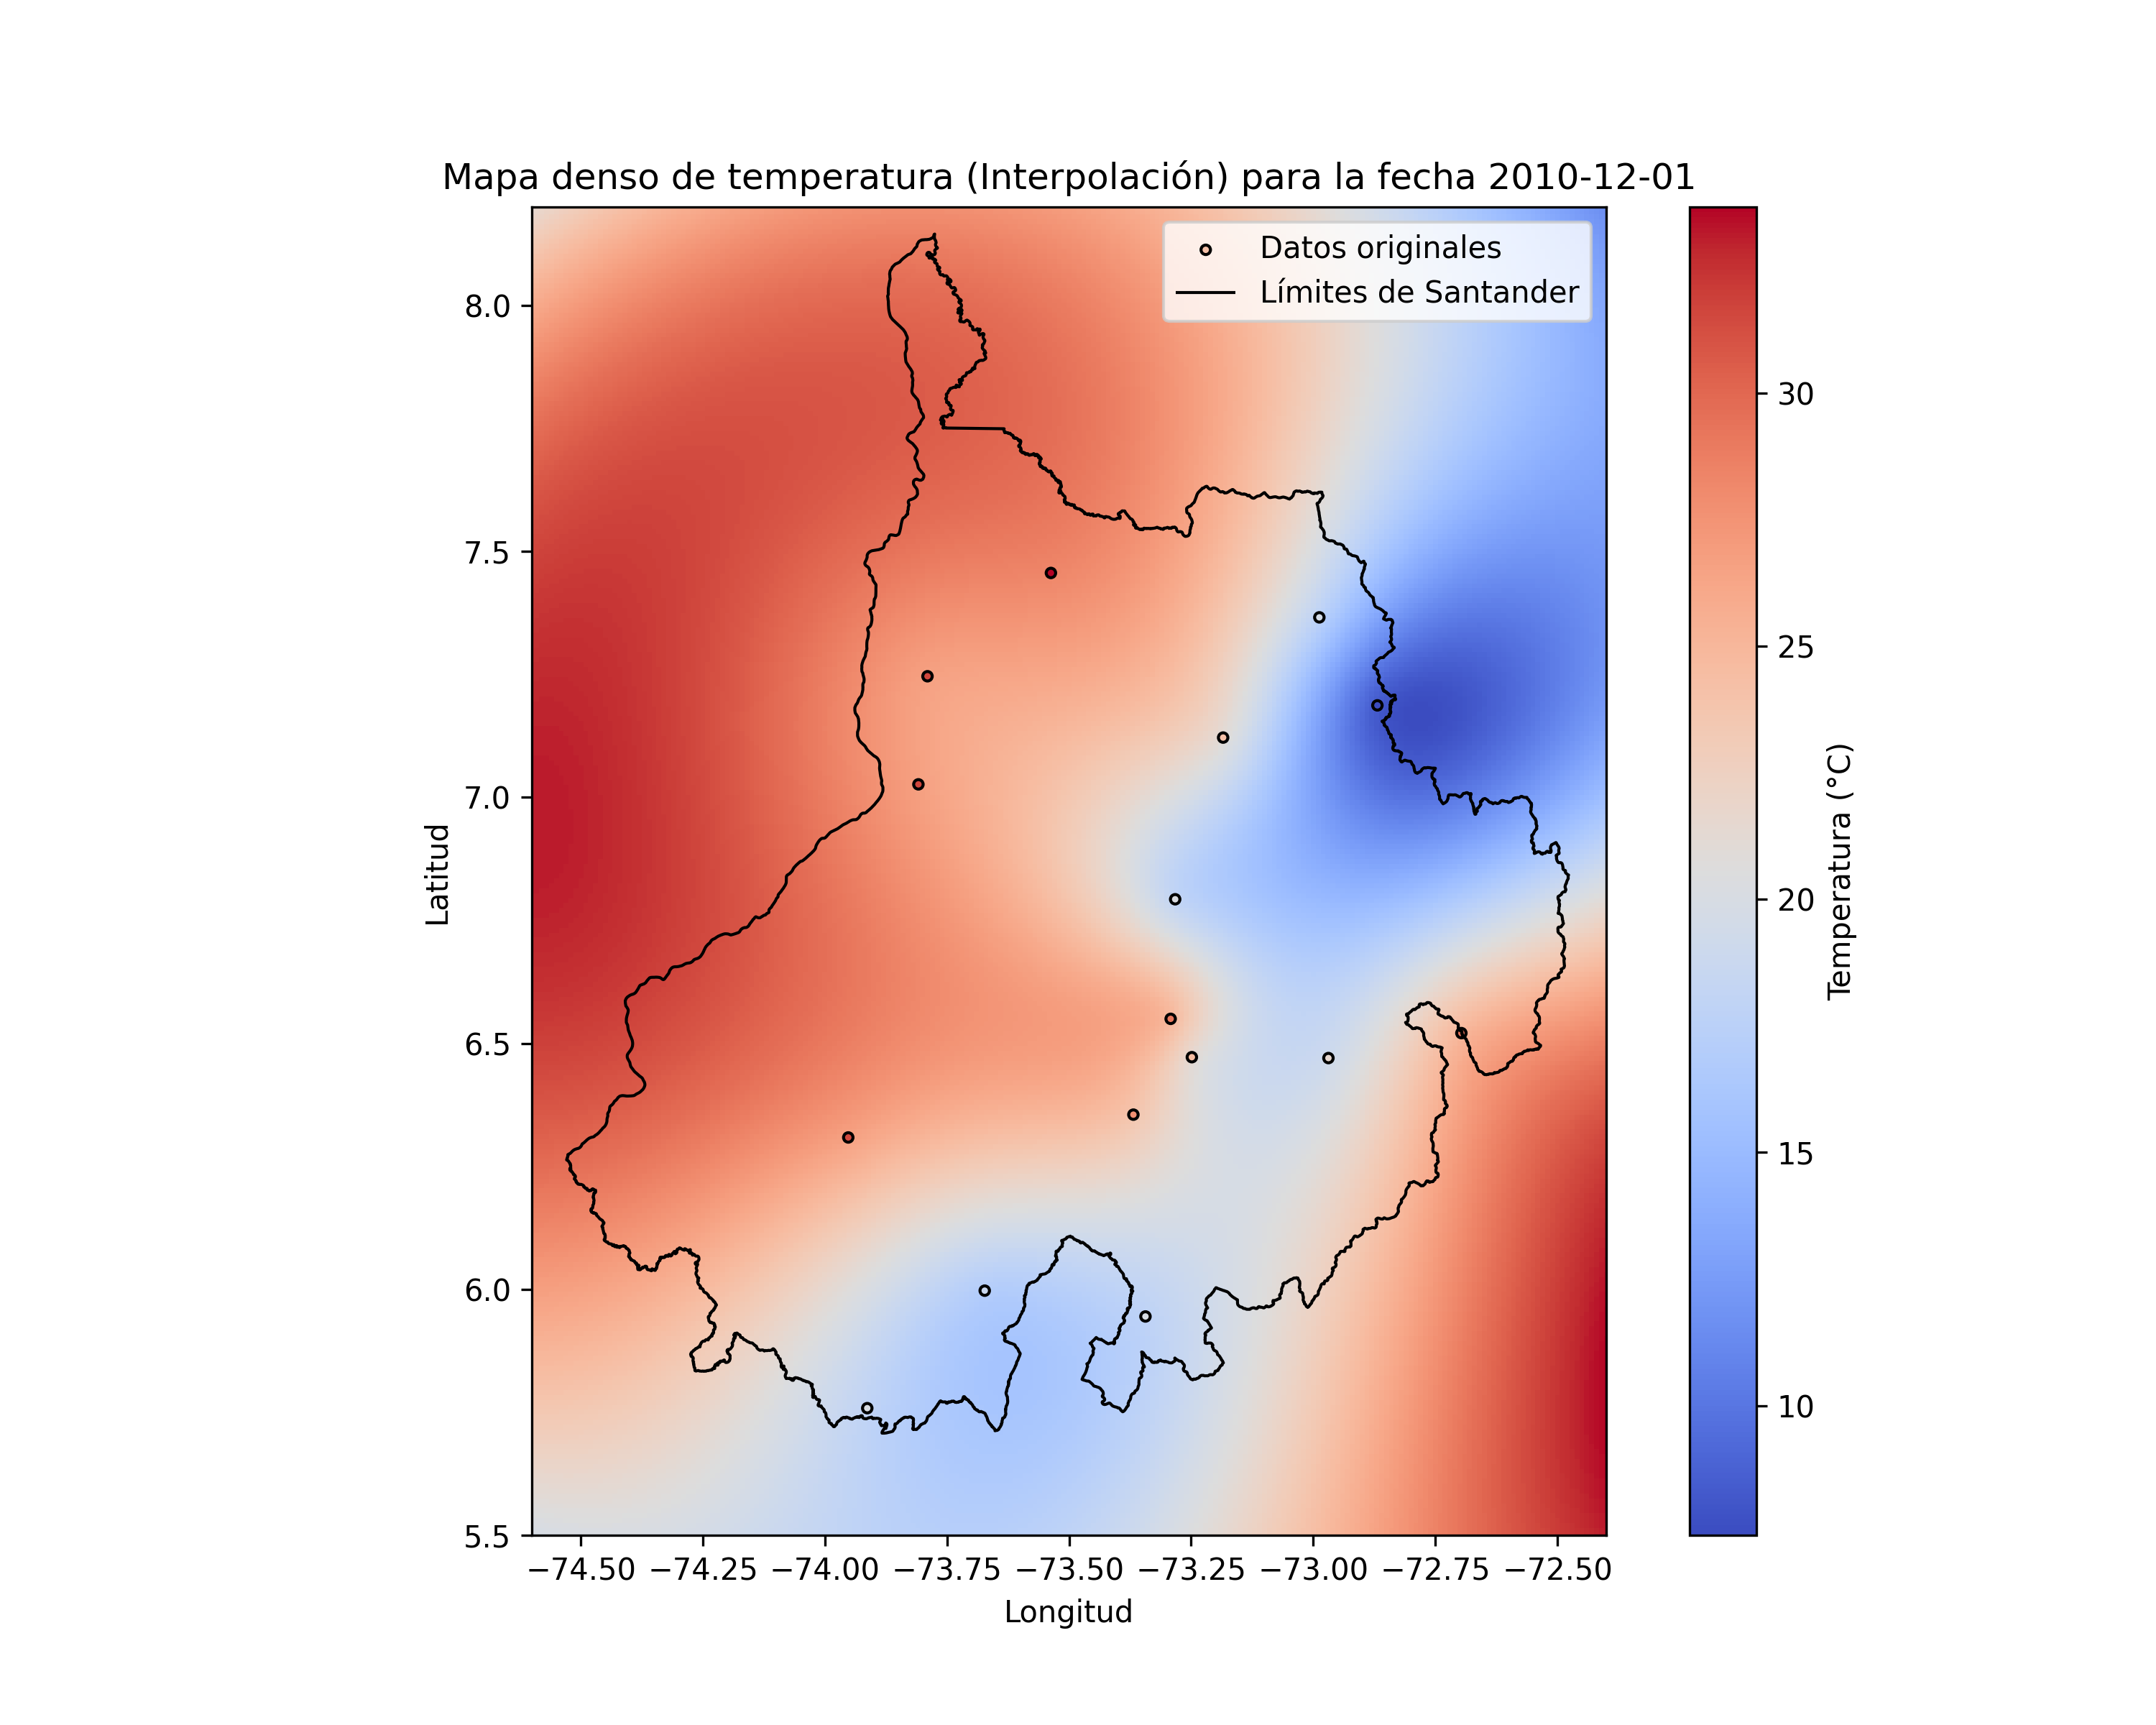 Mapa denso de temperatura (Interpolación) para la fecha 2010-12-01
Datos originales
Límites de Santander
8.0
7.5
7.0
6.5
6.0
5.5
Latitud
−74.50 −74.25 −74.00 −73.75 −73.50 −73.25 −73.00 −72.75 −72.50
Longitud
30
25
20
15
10
Temperatura (°C)